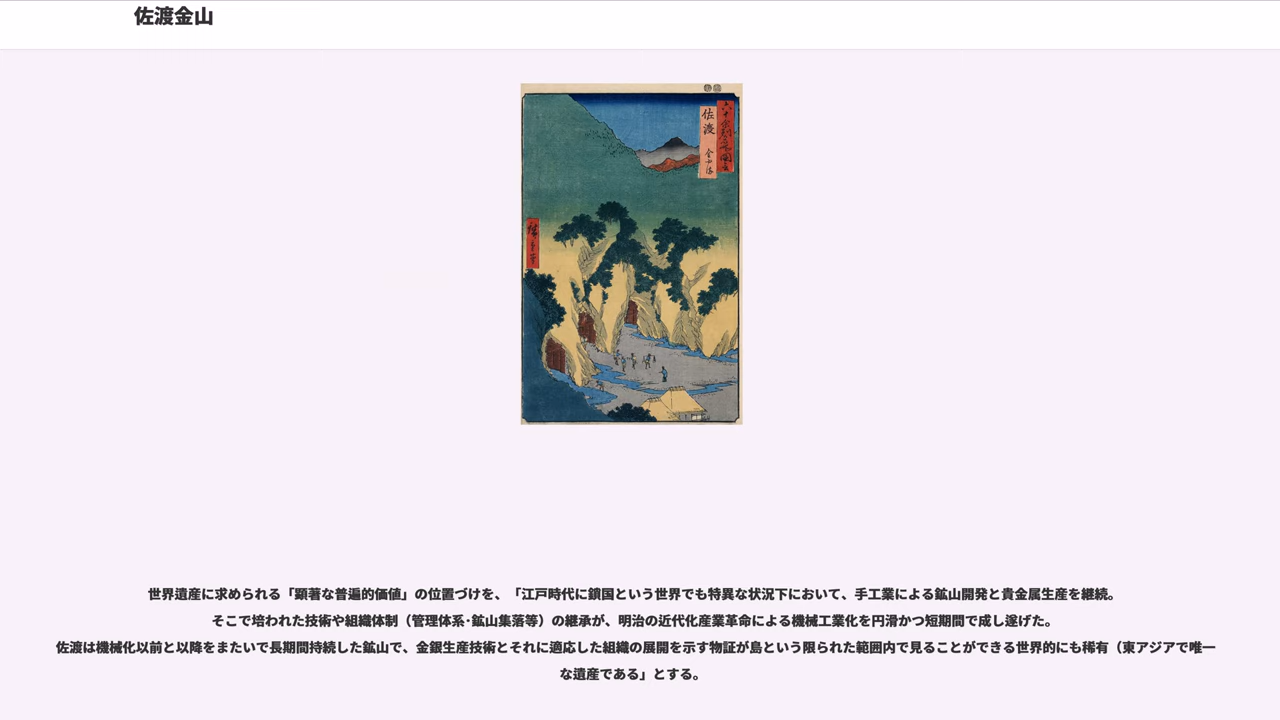 佐渡金山
佐渡
世界遺産に求められる「顕著な普遍的価値」の位置づけを、「江戸時代に鎖国という世界でも特異な状況下において、手工業による鉱山開発と貴金属生産を継続。
そこで培われた技術や組織体制（管理体系･鉱山集落等）の継承が、明治の近代化産業革命による機械工業化を円滑かつ短期間で成し遂げた。
佐渡は機械化以前と以降をまたいで長期間持続した鉱山で、金銀生産技術とそれに適応した組織の展開を示す物証が島という限られた範囲内で見ることができる世界的にも稀有（東アジアで唯一
な遺産である」とする。